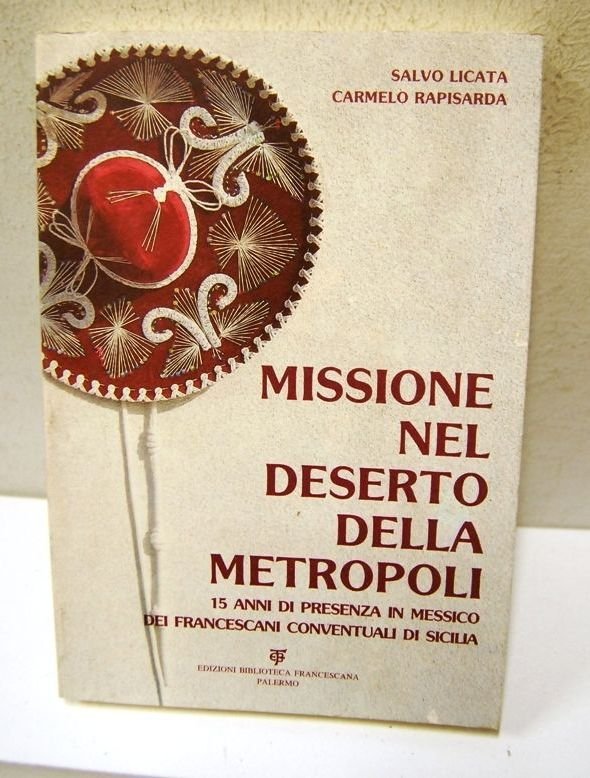 SALVO LICATA
CARMELO RAPISARDA
MISSIONE
NEL
DESERTO
DELLA
METROPOLI
15 ANNI DI PRESENZA IN MESSICO
DEI FRANCESCANI CONVENTUALI DI SICILIA
EDIZIONI BIBLIOTECA FRANCESCANA
PALERMO